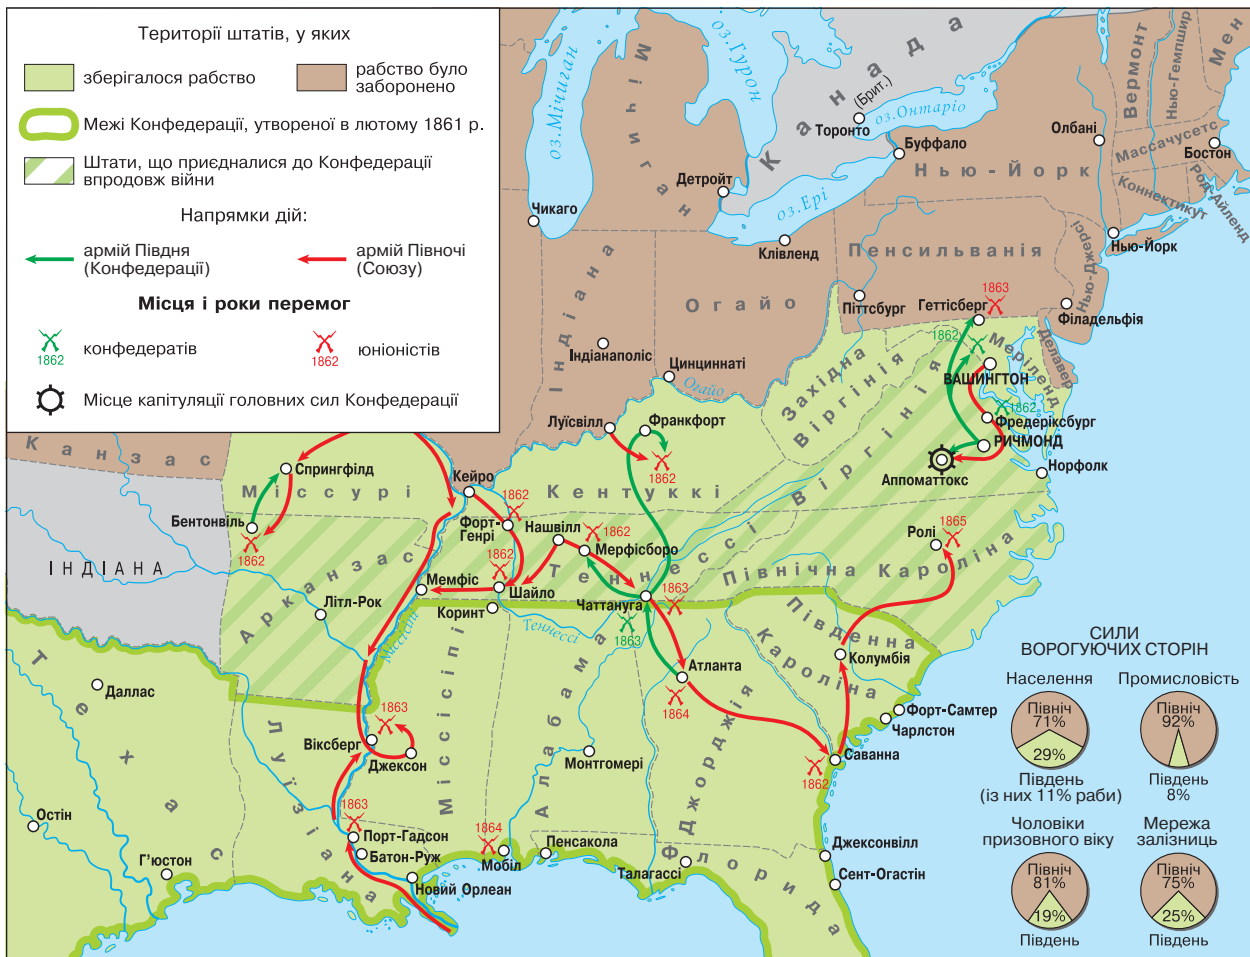 Території штатів, у яких
зберігалося рабство
рабство було
заборонено
Межі Конфедерації, утвореної в лютому 1861 р.
Штати, що приєдналися до Конфедерації
впродовж війни
Напрямки дій:
армій Півдня
(Конфедерації)
армій Півночі
(Союзу)
Місця і роки перемог
1862
конфедератів
1862
юніоністів
Місце капітуляції головних сил Конфедерації
оз.Мічиган
Мічиган
оз.Гурон
Канада
(Брит.)
Торонто
оз.Онтаріо
Буффало
Олбані
Вермонт
Нью-Гемпшир
Мен
Массачусетс
Бостон
Коннектикут
Род-Айленд
Нью-Йорк
Нью-Йорк
Детройт
оз.Ері
Чикаго
Клівленд
Пенсильванія
Нью-Джерсі
Індіана
Огайо
Піттсбург
Геттісберг
1863
Філадельфія
Індіанаполіс
Цинциннаті
Огайо
1862
Меріленд
Делавер
ВАШИНГТОН
Західна
Віргінія
Віргінія
1862
Фредеріксбург
РИЧМОНД
Аппоматтокс
Норфолк
Канзас
Луїсвілл
Франкфорт
1862
Спрингфілд
Міссурі
Кейро
Кентуккі
Бентонвіль
1862
1862
Форт-
Генрі
Нашвілл
1862
Мерфісборо
Ролі
1865
ІНДІАНА
Арканзас
1862
Теннессі
Північна Кароліна
Мемфіс
Шайло
Чаттануга
1863
Літл-Рок
Коринт
Теннессі
1863
Південна
Кароліна
Миссисипі
Колумбія
Техас
Даллас
Міссісіпі
Алабама
Атланта
1864
Джорджія
Луїзіана
1863
Віксберг
Джексон
Монтгомері
Форт-Самтер
Чарлстон
Саванна
1862
Остін
1863
Порт-Гадсон
Батон-Руж
1864
Мобіл
Пенсакола
Г’юстон
Новий Орлеан
Талагассі
Флорида
Джексонвілл
Сент-Огастін
СИЛИ
ВОРОГУЮЧИХ СТОРІН
Населення
Північ
71%
29%
Південь
(із них 11% раби)
Промисловість
Північ
92%
Південь
8%
Чоловіки
призовного віку
Північ
81%
19%
Південь
Мережа
залізниць
Північ
75%
25%
Південь